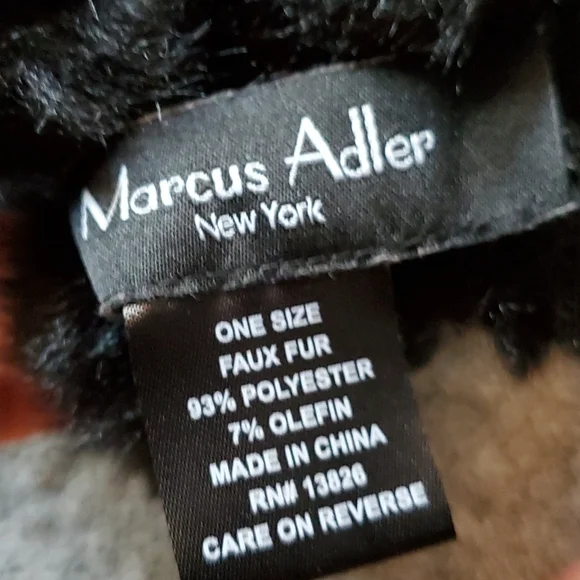 Marcus Adler
New York
ONE SIZE
FAUX FUR
93% POLYESTER
7% OLEFIN
MADE IN CHINA
RN# 13826
CARE ON REVERSE